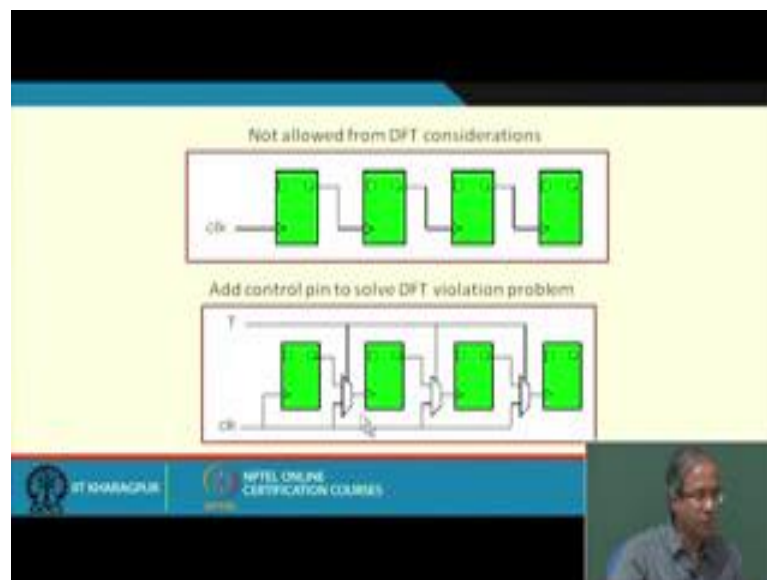 Not allowed from DFT considerations
D Q D Q D Q D Q
clk
Add control pin to solve DFT violation problem
T
D Q D Q D Q D Q
clk
IIT KHARAGPUR
NPTEL ONLINE
CERTIFICATION COURSES
NPTEL